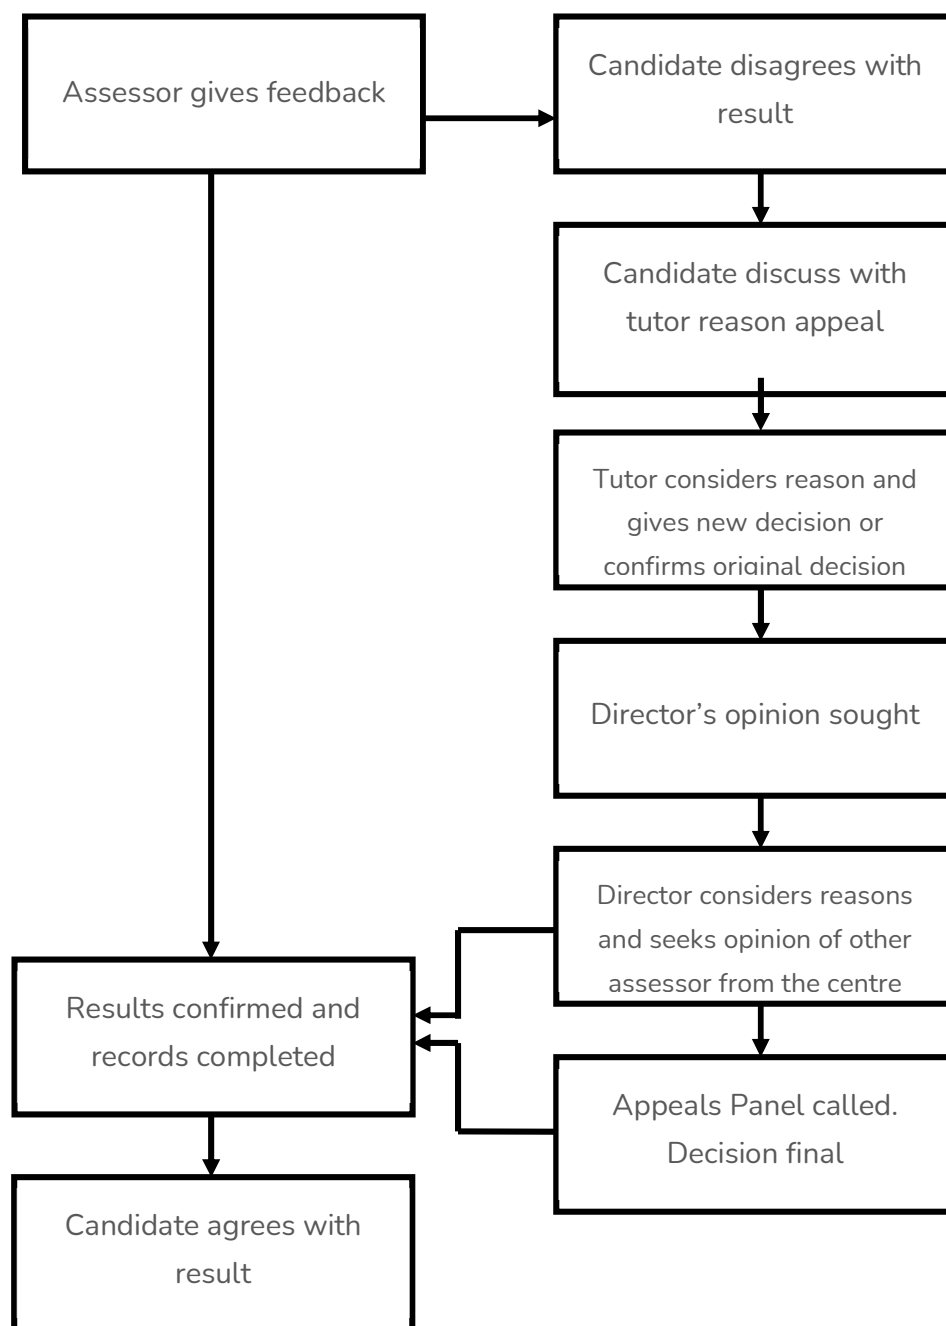 Assessor gives feedback
Candidate disagrees with
result
Candidate discuss with
tutor reason appeal
Tutor considers reason and
gives new decision or
confirms original decision
Director’s opinion sought
Director considers reasons
and seeks opinion of other
assessor from the centre
Results confirmed and
records completed
Appeals Panel called.
Decision final
Candidate agrees with
result